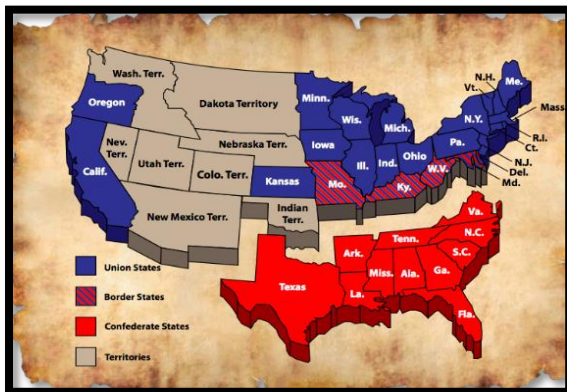 Wash. Terr.
Oregon
Dakota Territory
Minn.
Wis.
Mich.
N.H.
Vt.
Me.
Mass.
N.Y.
R.I.
Ct.
Nev.
Terr.
Utah Terr.
Nebraska Terr.
Iowa
Pa.
N.J.
Calif.
Colo. Terr.
Kansas
Ill.
Ind.
Ohio
Del.
Md.
Mo.
Ky.
W.V.
New Mexico Terr.
Indian
Terr.
Va.
Tenn.
N.C.
Ark.
S.C.
Texas
La.
Miss.
Ala.
Ga.
Fla.
Union States
Border States
Confederate States
Territories